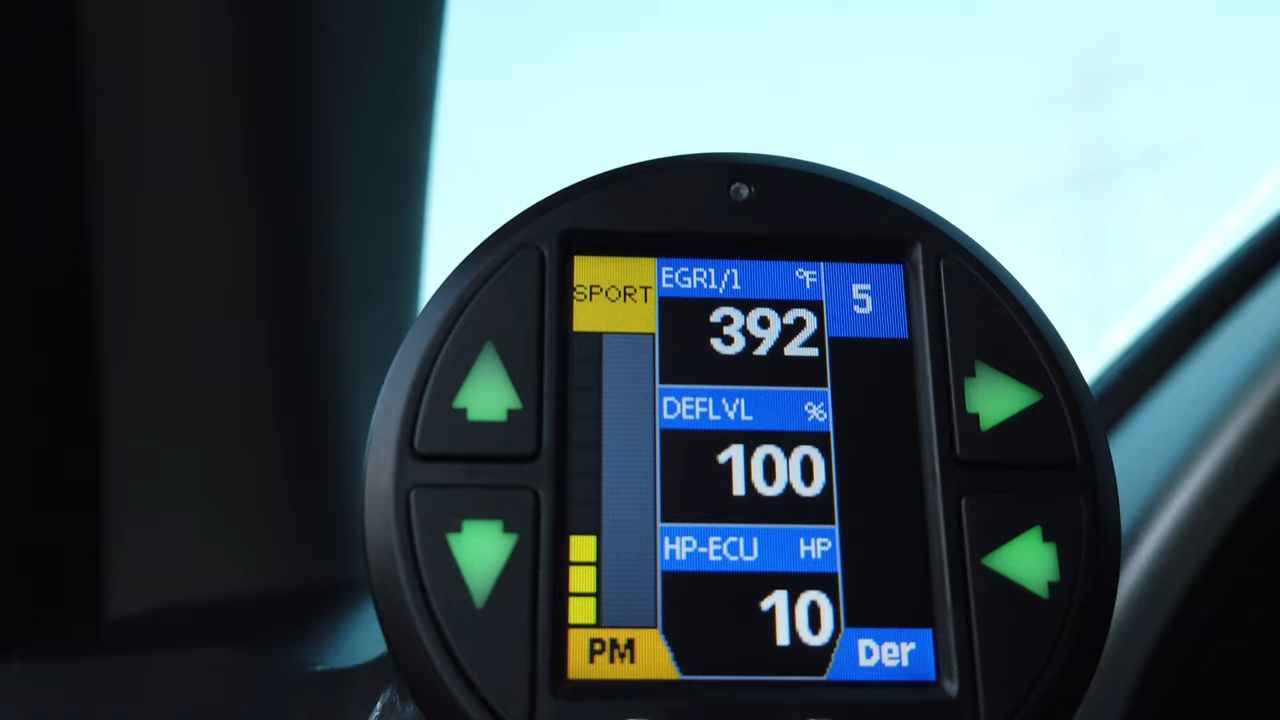 SPORT
EGR1/1 °F
5
392
DEFLVL %
100
HP-ECU HP
10
PM
Der